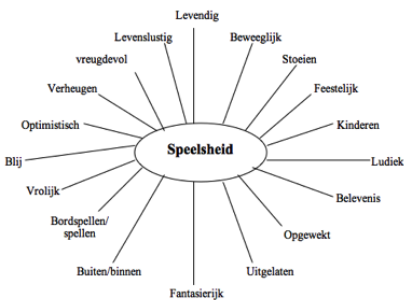 Levendig
Levenslustig
Beweeglijk
vreugdevol
Stoeien
Verheugen
Feestelijk
Optimistisch
Kinderen
Speelsheid
Blij
Ludiek
Vrolijk
Belevenis
Bordspellen/
spellen
Opgewekt
Buiten/binnen
Uitgelaten
Fantasierijk